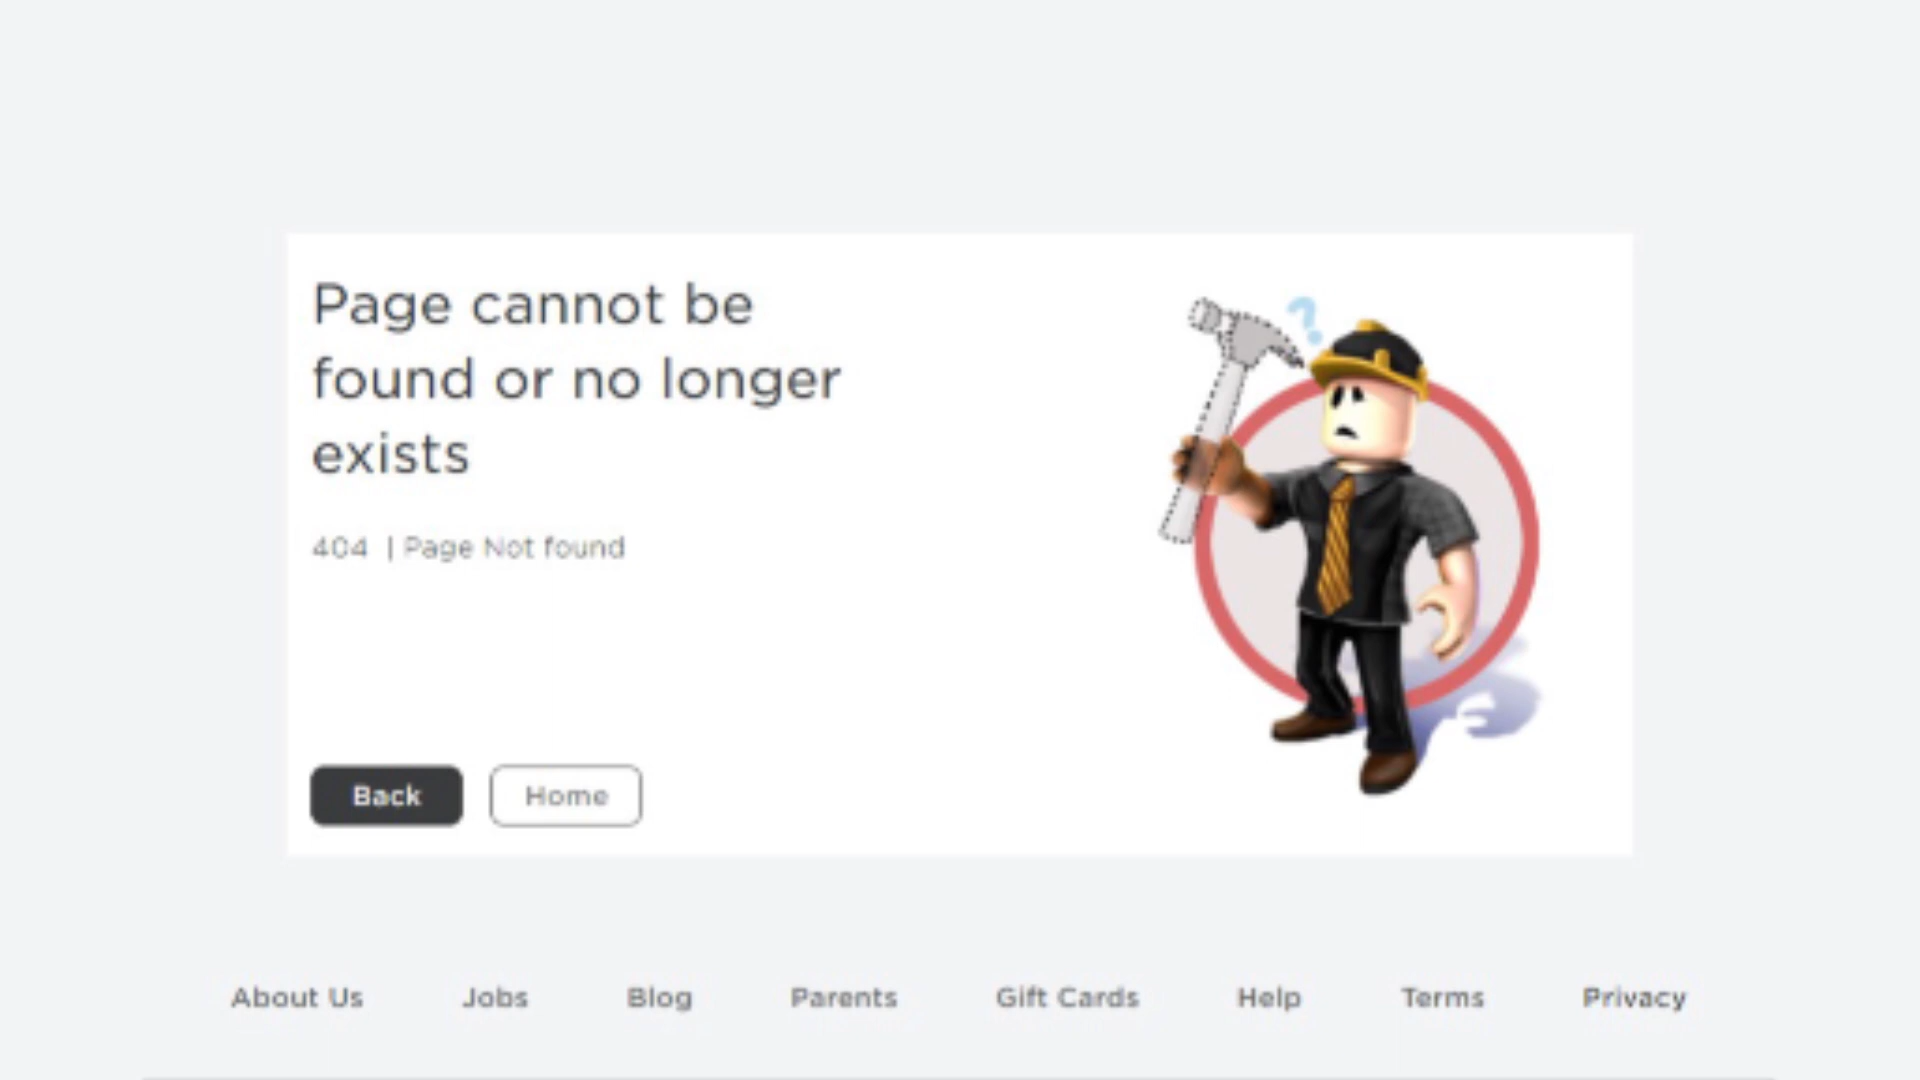 Page cannot be
found or no longer
exists
404 | Page Not found
Back Home
About Us Jobs Blog Parents Gift Cards Help Terms Privacy